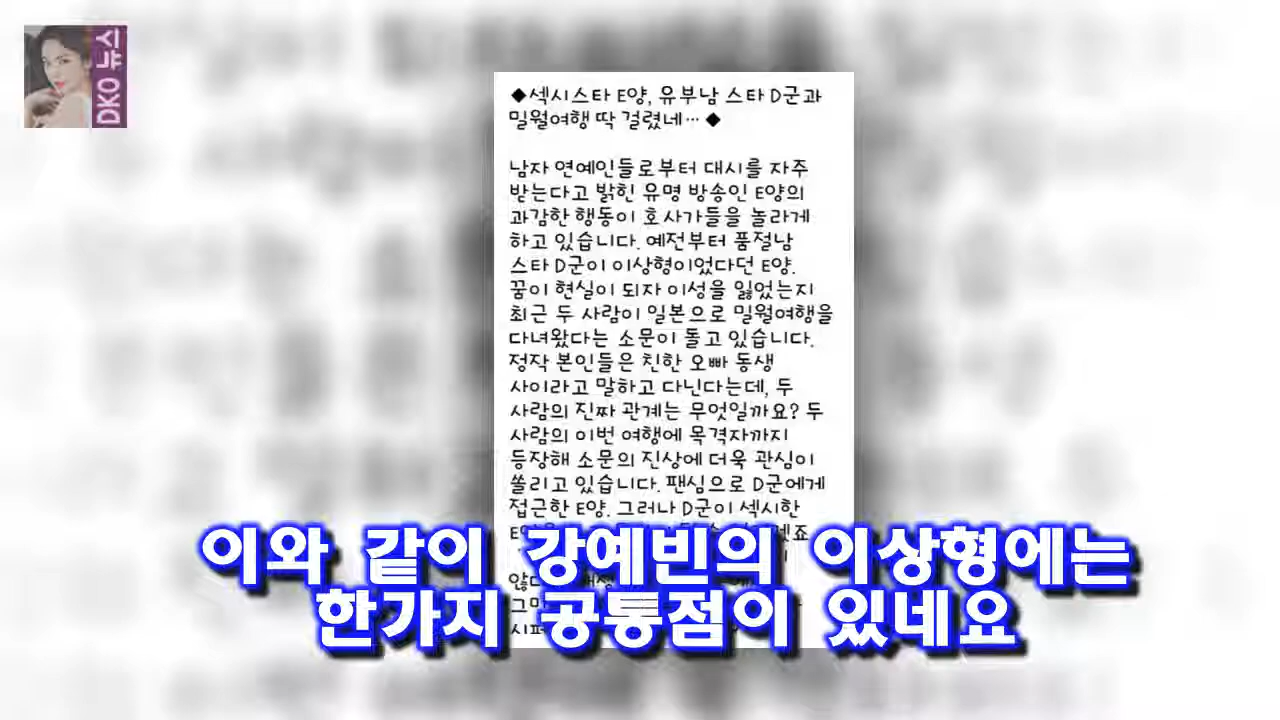 DKO 뉴스
◆섹시스타 E양, 유부남 스타 D군과
밀월여행 딱 걸렸네…◆
남자 연예인들로부터 대시를 자주
받는다고 밝힌 유명 방송인 E양의
과감한 행동이 호사가들을 놀라게
하고 있습니다. 예전부터 품절남
스타 D군이 이상형이었다던 E양.
꿈이 현실이 되자 이성을 잃었는지
최근 두 사람이 일본으로 밀월여행을
다녀왔다는 소문이 돌고 있습니다.
정작 본인들은 친한 오빠 동생
사이라고 말하고 다닌다는데, 두
사람의 진짜 관계는 무엇일까요? 두
사람의 이번 여행에 목격자까지
등장해 소문의 진상에 더욱 관심이
쏠리고 있습니다. 팬심으로 D군에게
접근한 E양. 그러나 D군이 섹시한
이와 같이 강예빈의 이상형에는
한가지 공통점이 있네요